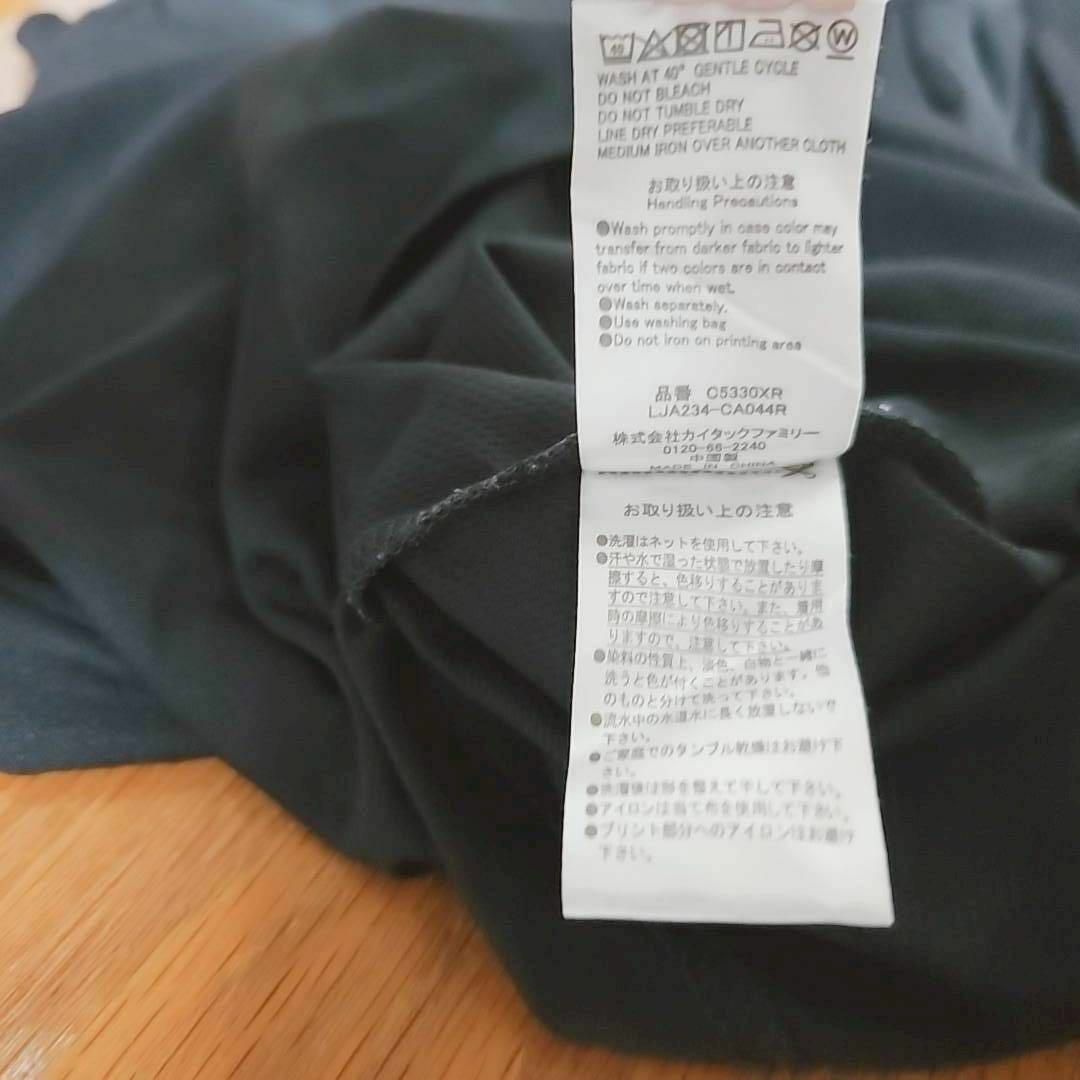 40
W
WASH AT 40° GENTLE CYCLE
DO NOT BLEACH
DO NOT TUMBLE DRY
LINE DRY PREFERABLE
MEDIUM IRON OVER ANOTHER CLOTH
お取り扱い上の注意
Handling Precautions
●Wash promptly in case color may
transfer from darker fabric to lighter
fabric if two colors are in contact
over time when wet.
●Wash separately.
●Use washing bag
●Do not iron on printing area
品番 C5330XR
LJA234-CA044R
株式会社カイタックファミリー
0120-66-2240
中国製
MADE IN CHINA
お取り扱い上の注意
●洗濯はネットを使用して下さい。
●汗や水で湿った状態で放置したり摩
擦すると、色移りすることがありま
すので注意して下さい。また、着用
時の摩擦により色移りすることがあ
りますので、注意して下さい。
●染料の性質上、淡色、白物と一緒に
洗うと色が付くことがあります。他
のものと分けて洗って下さい。
●流水中の水道水に長く放置しないで
下さい。
●ご家庭でのタンブル乾燥はお避け下
さい。
●洗濯後は形を整えて干して下さい。
●アイロンは当て布を使用して下さい。
●プリント部分へのアイロンはお避け
下さい。